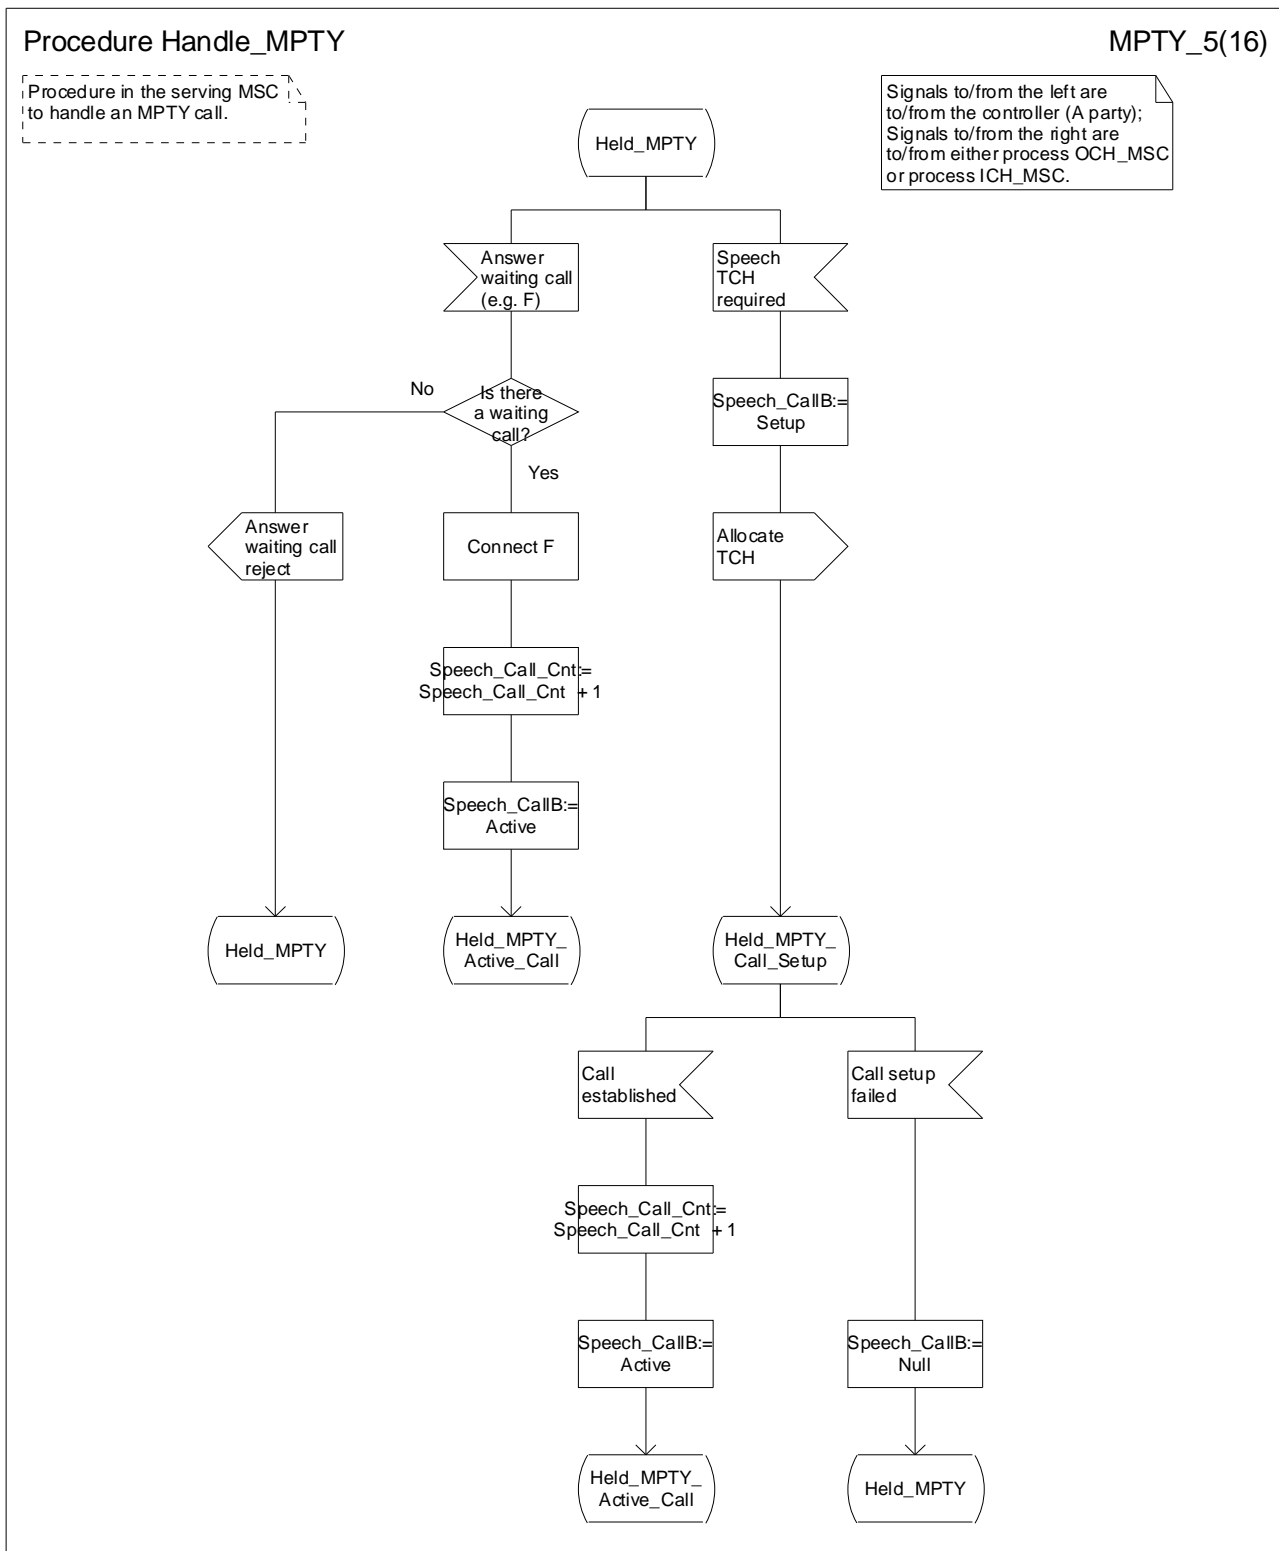 Procedure Handle_MPTY
MPTY_5(16)
Procedure in the serving MSC
to handle an MPTY call.
Signals to/from the left are
to/from the controller (A party);
Signals to/from the right are
to/from either process OCH_MSC
or process ICH_MSC.
Held_MPTY
Answer
waiting call
(e.g. F)
Speech
TCH
required
No
Is there
a waiting
call?
Speech_CallB:=
Setup
Yes
Answer
waiting call
reject
Connect F
Allocate
TCH
Speech_Call_Cnt:=
Speech_Call_Cnt + 1
Speech_CallB:=
Active
Held_MPTY
Held_MPTY_
Active_Call
Held_MPTY_
Call_Setup
Call
established
Call setup
failed
Speech_Call_Cnt:=
Speech_Call_Cnt + 1
Speech_CallB:=
Active
Speech_CallB:=
Null
Held_MPTY_
Active_Call
Held_MPTY